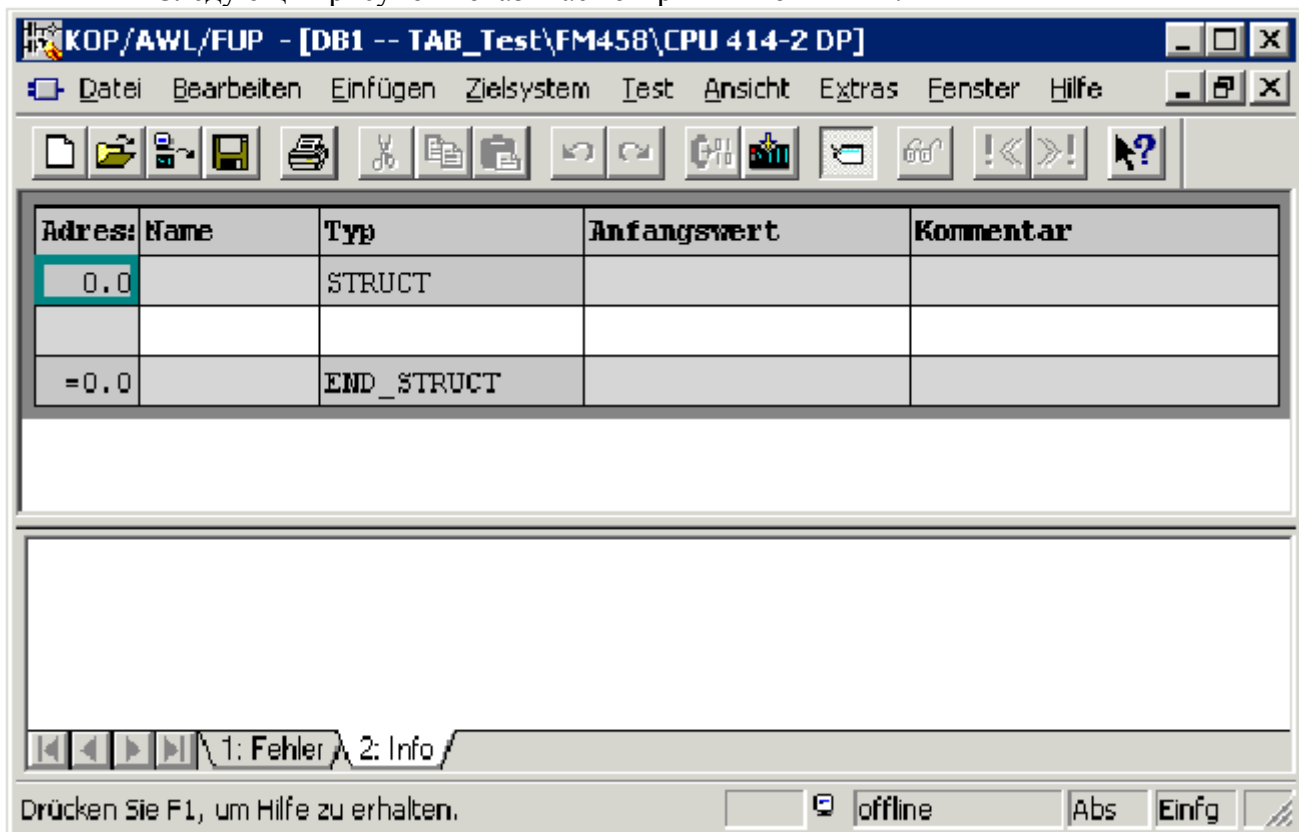 KOP/AWL/FUP - [DB1 -- TAB_Test\FM458\CPU 414-2 DP]
Datei Bearbeiten Einfügen Zielsystem Test Ansicht Extras Fenster Hilfe
Adres: Name Typ Anfangswert Kommentar
0.0 STRUCT
=0.0 END_STRUCT
1: Fehler 2: Info
Drücken Sie F1, um Hilfe zu erhalten. offline Abs Einfg